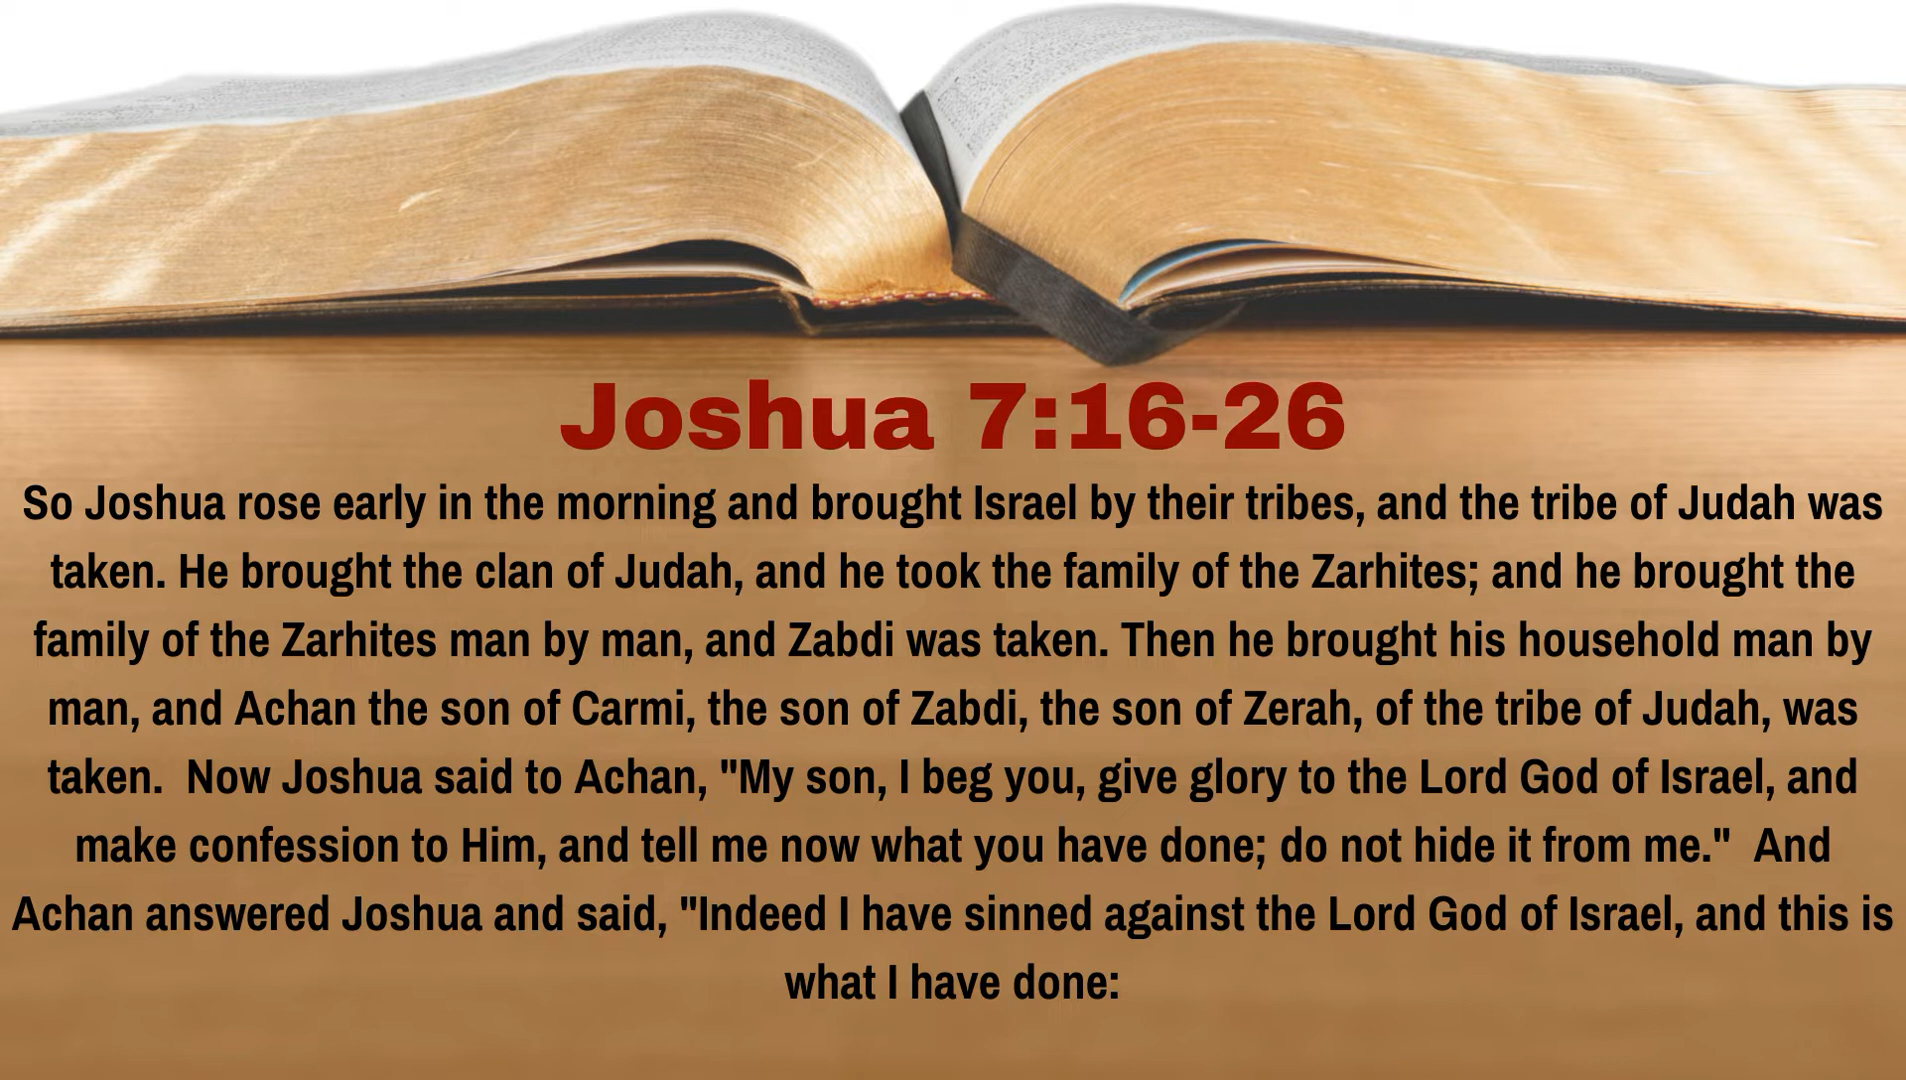 Joshua 7:16-26
So Joshua rose early in the morning and brought Israel by their tribes, and the tribe of Judah was
taken. He brought the clan of Judah, and he took the family of the Zarhites; and he brought the
family of the Zarhites man by man, and Zabdi was taken. Then he brought his household man by
man, and Achan the son of Carmi, the son of Zabdi, the son of Zerah, of the tribe of Judah, was
taken.  Now Joshua said to Achan, "My son, I beg you, give glory to the Lord God of Israel, and
make confession to Him, and tell me now what you have done; do not hide it from me."  And
Achan answered Joshua and said, "Indeed I have sinned against the Lord God of Israel, and this is
what I have done: